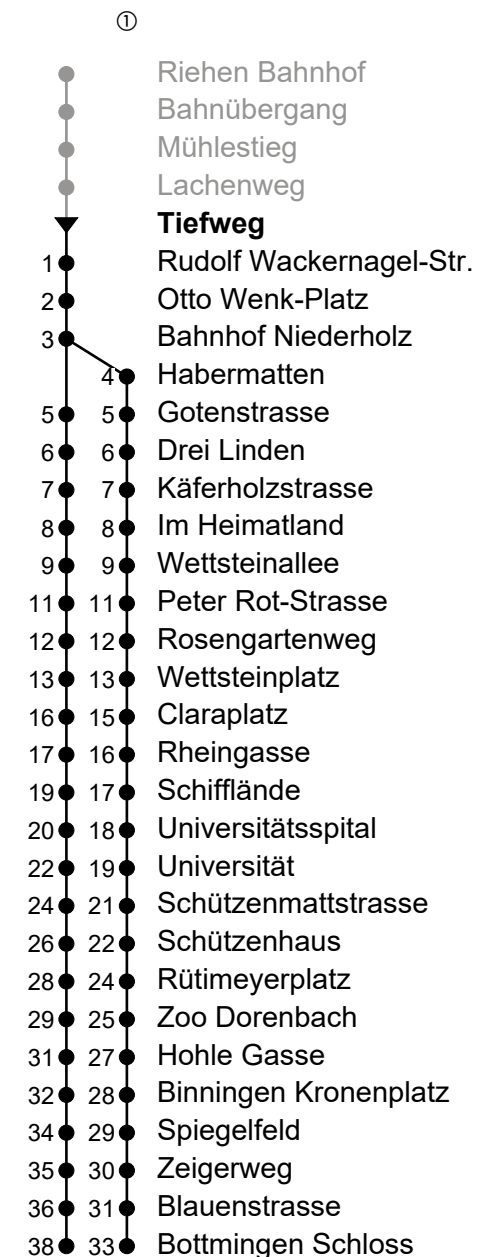 ①
Riehen Bahnhof
Bahnübergang
Mühlestieg
Lachenweg
Tiefweg
1 Rudolf Wackernagel-Str.
2 Otto Wenk-Platz
3 Bahnhof Niederholz
4 Habermatten
5 5 Gotenstrasse
6 6 Drei Linden
7 7 Käferholzstrasse
8 8 Im Heimatland
9 9 Wettsteinallee
11 11 Peter Rot-Strasse
12 12 Rosengartenweg
13 13 Wettsteinplatz
16 15 Claraplatz
17 16 Rheingasse
19 17 Schifflände
20 18 Universitätsspital
22 19 Universität
24 21 Schützenmattstrasse
26 22 Schützenhaus
28 24 Rütimeyerplatz
29 25 Zoo Dorenbach
31 27 Hohle Gasse
32 28 Binningen Kronenplatz
34 29 Spiegelfeld
35 30 Zeigerweg
36 31 Blauenstrasse
38 33 Bottmingen Schloss